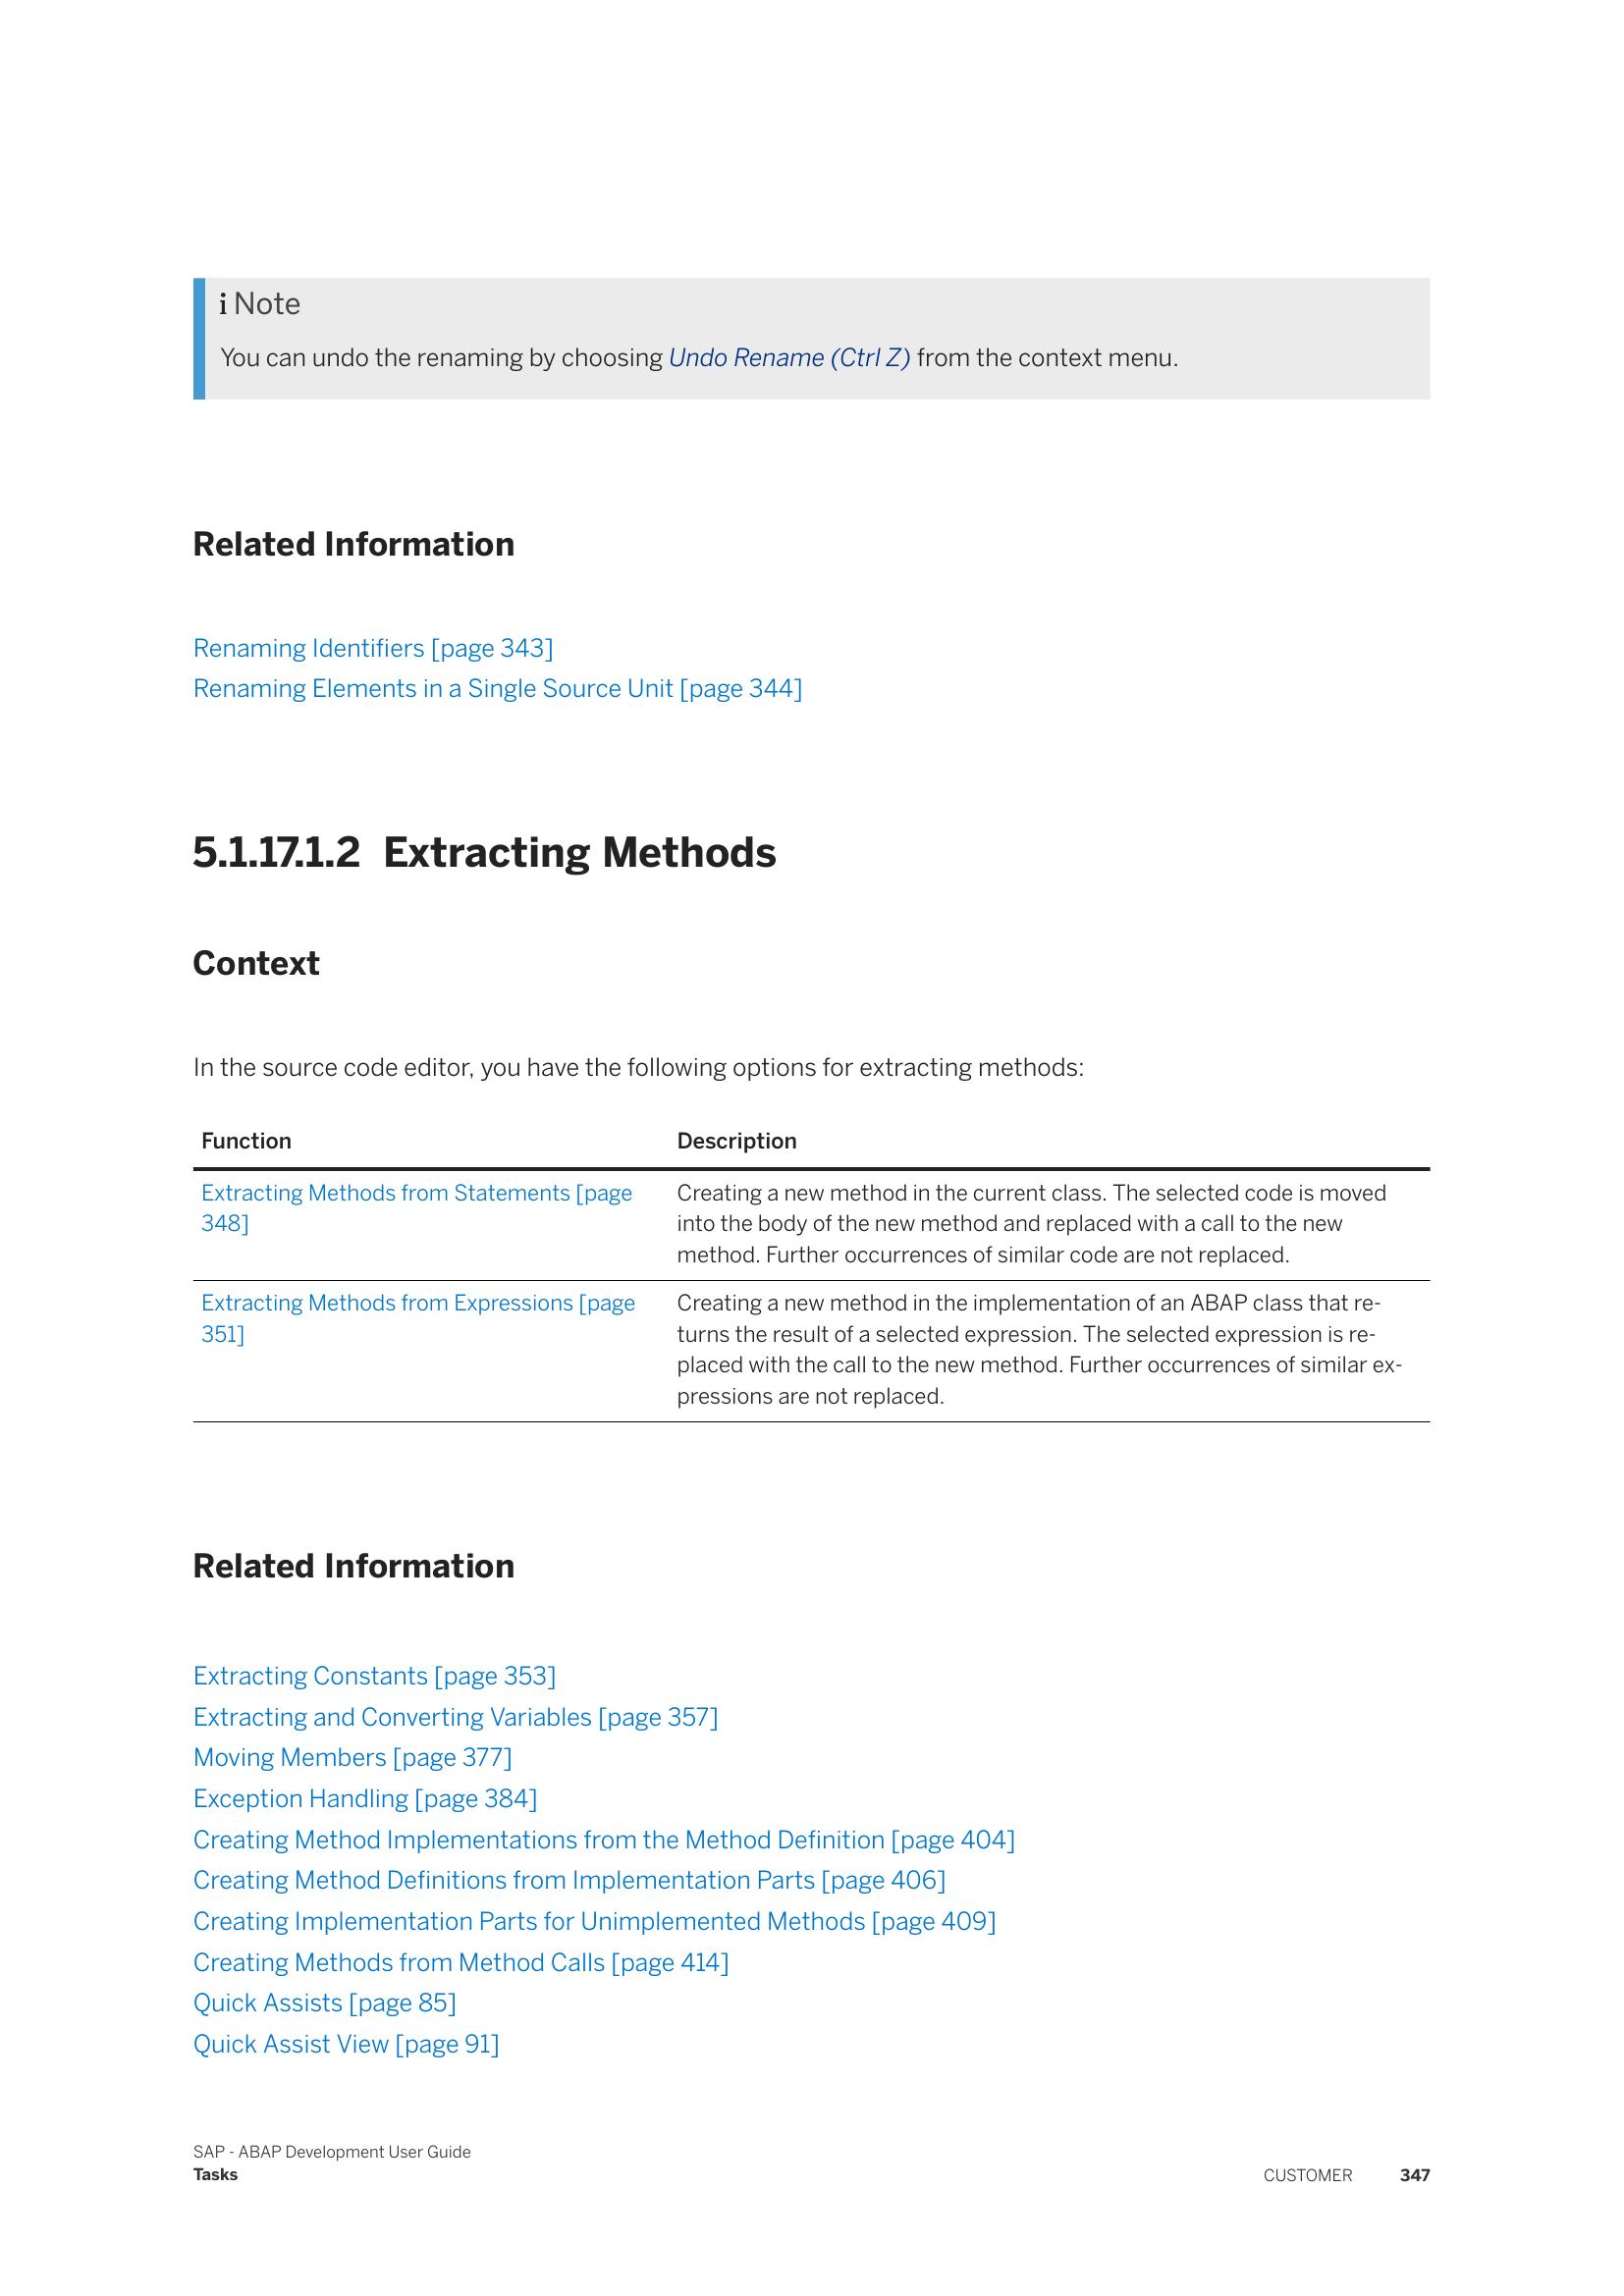 i Note
You can undo the renaming by choosing Undo Rename (Ctrl Z) from the context menu.
Related Information
Renaming Identifiers [page 343]
Renaming Elements in a Single Source Unit [page 344]
5.1.17.1.2 Extracting Methods
Context
In the source code editor, you have the following options for extracting methods:
Function Description
Extracting Methods from Statements [page
348]
Creating a new method in the current class. The selected code is moved
into the body of the new method and replaced with a call to the new
method. Further occurrences of similar code are not replaced.
Extracting Methods from Expressions [page
351]
Creating a new method in the implementation of an ABAP class that re-
turns the result of a selected expression. The selected expression is re-
placed with the call to the new method. Further occurrences of similar ex-
pressions are not replaced.
Related Information
Extracting Constants [page 353]
Extracting and Converting Variables [page 357]
Moving Members [page 377]
Exception Handling [page 384]
Creating Method Implementations from the Method Definition [page 404]
Creating Method Definitions from Implementation Parts [page 406]
Creating Implementation Parts for Unimplemented Methods [page 409]
Creating Methods from Method Calls [page 414]
Quick Assists [page 85]
Quick Assist View [page 91]
SAP - ABAP Development User Guide
Tasks
CUSTOMER 347